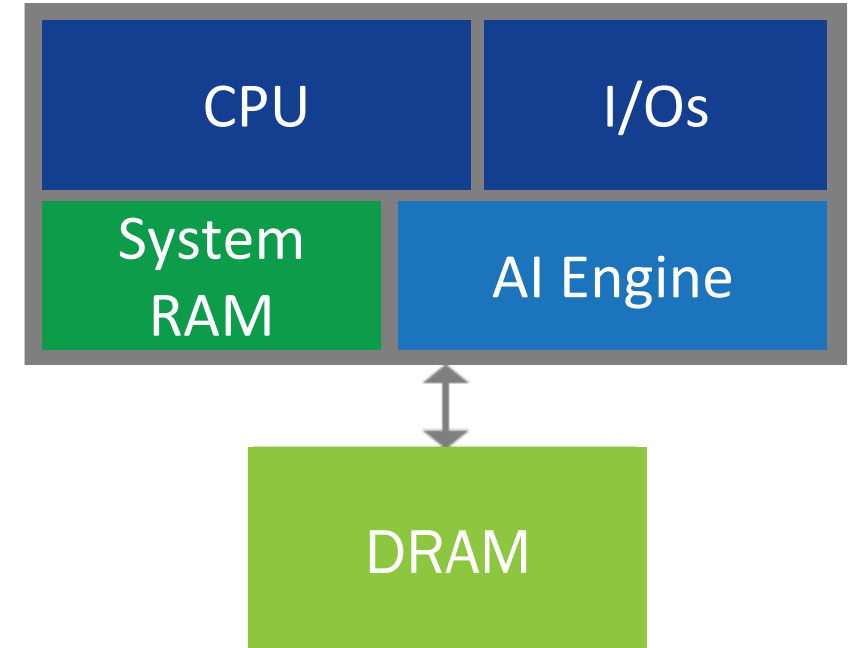 CPU
I/Os
System
RAM
AI Engine
DRAM